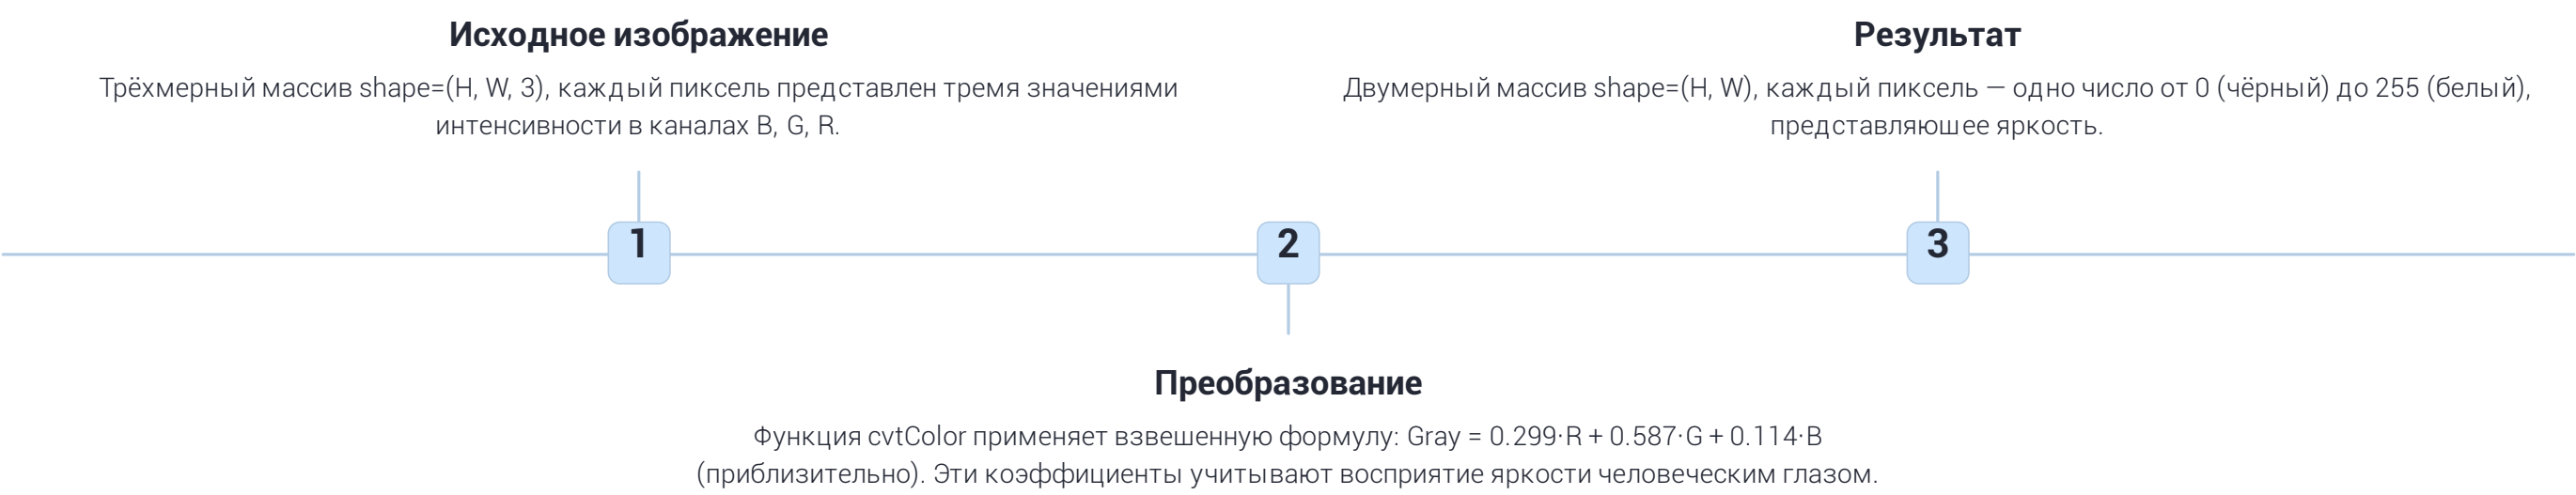 Исходное изображение
Трёхмерный массив shape=(H, W, 3), каждый пиксель представлен тремя значениями
интенсивности в каналах B, G, R.
1
2
Преобразование
Функция cvtColor применяет взвешенную формулу: Gray = 0.299·R + 0.587·G + 0.114·B
(приблизительно). Эти коэффициенты учитывают восприятие яркости человеческим глазом.
Результат
Двумерный массив shape=(H, W), каждый пиксель — одно число от 0 (чёрный) до 255 (белый),
представляющее яркость.
3